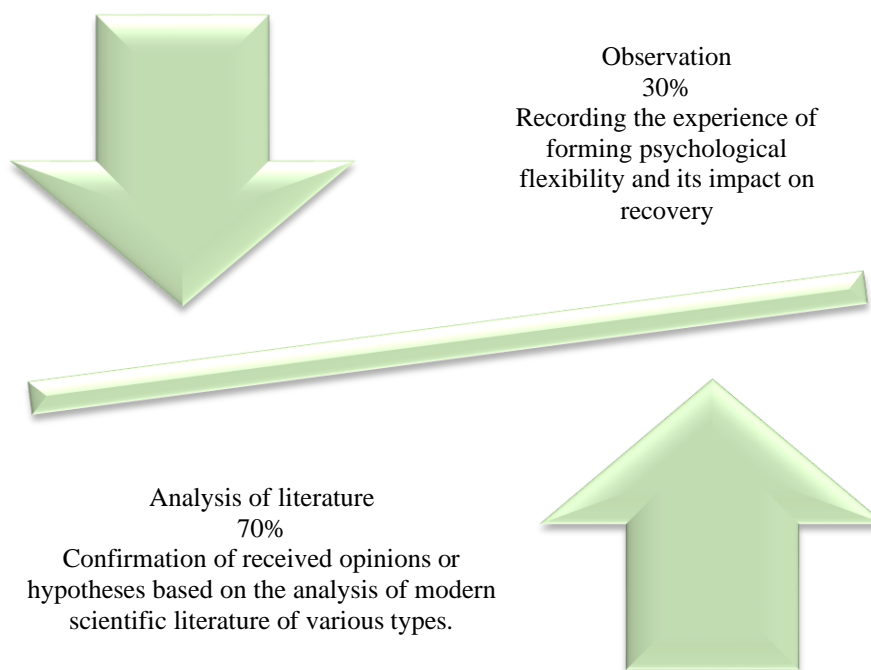 Observation
30%
Recording the experience of
forming psychological
flexibility and its impact on
recovery
Analysis of literature
70%
Confirmation of received opinions or
hypotheses based on the analysis of modern
scientific literature of various types.